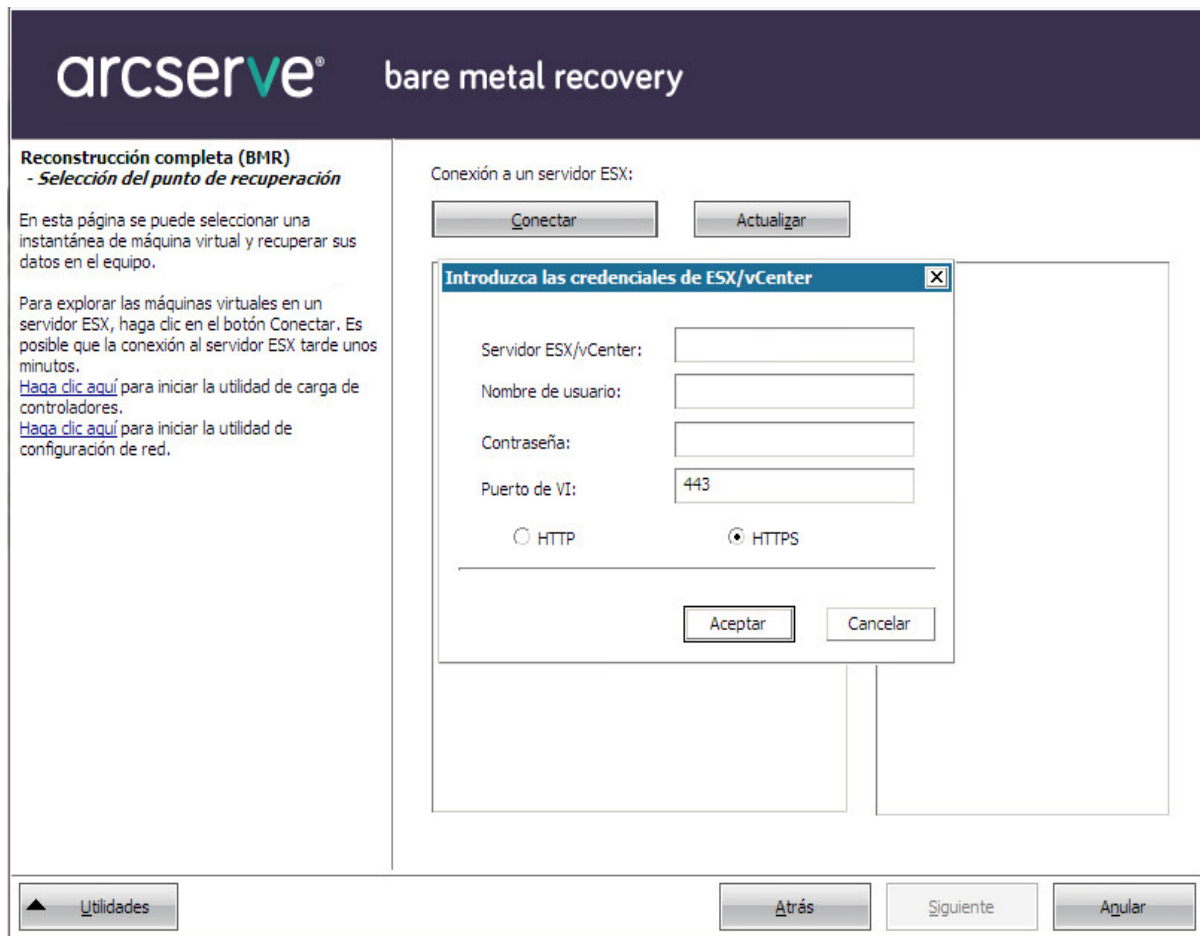 arcserve®
bare metal recovery
Reconstrucción completa (BMR)
- Selección del punto de recuperación
En esta página se puede seleccionar una
instantánea de máquina virtual y recuperar sus
datos en el equipo.
Para explorar las máquinas virtuales en un
servidor ESX, haga clic en el botón Conectar. Es
posible que la conexión al servidor ESX tarde unos
minutos.
Haga clic aquí para iniciar la utilidad de carga de
controladores.
Haga clic aquí para iniciar la utilidad de
configuración de red.
Conexión a un servidor ESX:
Conectar
Actualizar
Introduzca las credenciales de ESX/vCenter
Servidor ESX/vCenter:
Nombre de usuario:
Contraseña:
Puerto de VI:
443
HTTP
HTTPS
Aceptar
Cancelar
Utilidades
Atrás
Siguiente
Anular